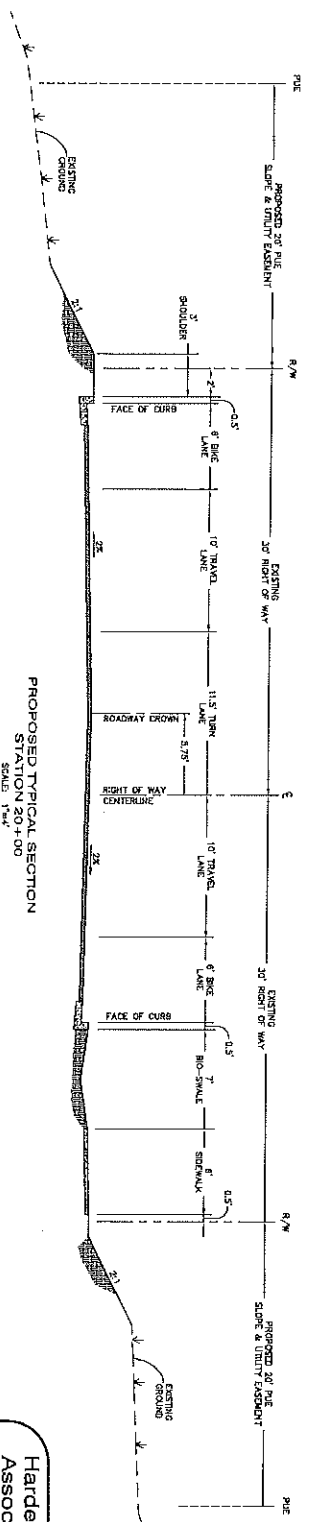 PUE
PROPOSED 20' PUE
SLOPE & UTILITY EASEMENT
R/W
EXISTING
30' RIGHT OF WAY
℄
EXISTING
30' RIGHT OF WAY
R/W
PROPOSED 20' PUE
SLOPE & UTILITY EASEMENT
PUE
3'
SHOULDER
2'
0.5'
6' BIKE
LANE
10' TRAVEL
LANE
11.5' TURN
LANE
5.75'
10' TRAVEL
LANE
6' BIKE
LANE
0.5'
7'
BIO-SWALE
6'
SIDEWALK
0.5'
FACE OF CURB
ROADWAY CROWN
RIGHT OF WAY
CENTERLINE
FACE OF CURB
EXISTING
GROUND
2:1
2%
2%
2:1
EXISTING
GROUND
PROPOSED TYPICAL SECTION
STATION 20+00
SCALE: 1"=4'
Harde
Assoc